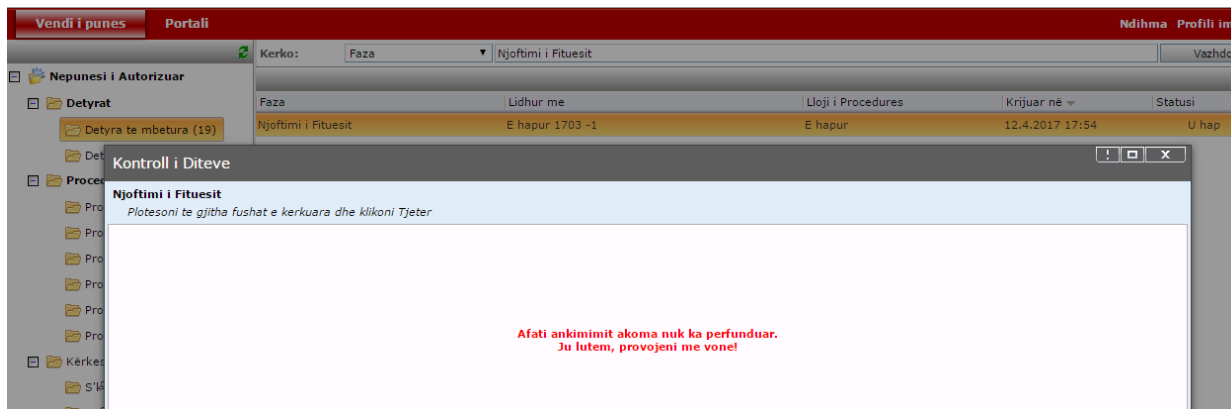 Vendi i punes Portali Ndihma Profili im
Kerko: Faza Njoftimi i Fituesit Vazhdo
Nepunesi i Autorizuar
Detyrat Faza Lidhur me Lloji i Procedures Krijuar në Statusi
Detyra te mbetura (19) Njoftimi i Fituesit E hapur 1703 -1 E hapur 12.4.2017 17:54 U hap
Det
Kontroll i Diteve
Proced
Njoftimi i Fituesit
Pro
Plotesoni te gjitha fushat e kerkuara dhe klikoni Tjeter
Pro
Pro
Pro
Pro
Afati ankimimit akoma nuk ka perfunduar.
Pro
Ju lutem, provojeni me vone!
Kërkes